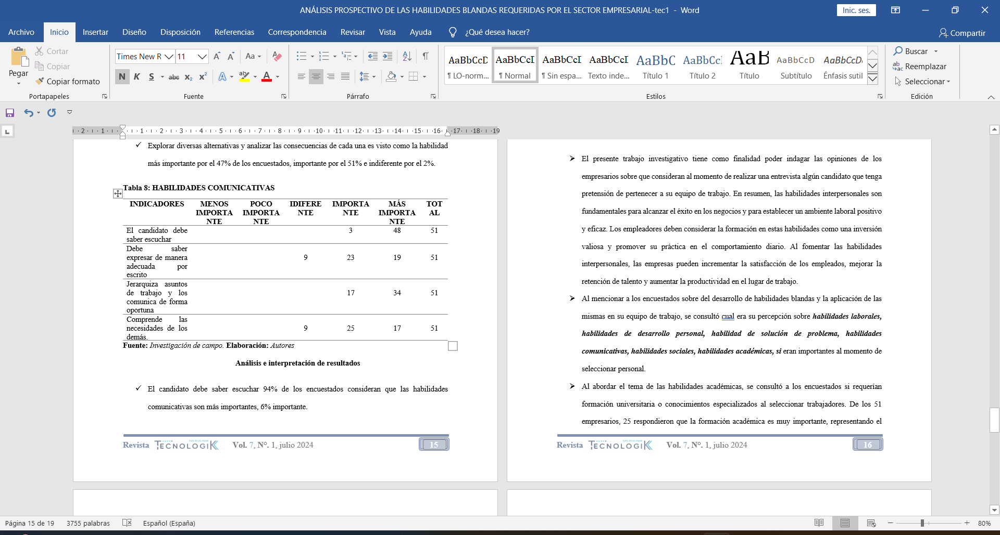 ANÁLISIS PROSPECTIVO DE LAS HABILIDADES BLANDAS REQUERIDAS POR EL SECTOR EMPRESARIAL-tec1 - Word
Inic. ses.
Archivo Inicio Insertar Diseño Disposición Referencias Correspondencia Revisar Vista Ayuda ¿Qué desea hacer? Compartir
Pegar
Cortar
Copiar
Copiar formato
Portapapeles
Times New R 11
Aa
N K S abc x₂ x²
Fuente
Párrafo
AaBbCcD AaBbCcI AaBbCcI AaBbCcI AaBbC AaBbCc AaB AaBbCcD AaBbCcD
¶ LO-norm... ¶ Normal ¶ Sin espa... Texto inde... Título 1 Título 2 Título Subtítulo Énfasis sutil
Estilos
Buscar
Reemplazar
Seleccionar
Edición
2 1 1 2 3 4 5 6 7 8 9 10 11 12 13 14 15 16 17 18 19
✓ Explorar diversas alternativas y analizar las consecuencias de cada una es visto como la habilidad
más importante por el 47% de los encuestados, importante por el 51% e indiferente por el 2%.
Tabla 8: HABILIDADES COMUNICATIVAS
INDICADORES MENOS POCO IDIFERE IMPORTA MÁS TOT
IMPORTA IMPORTA NTE NTE IMPORTA AL
NTE NTE NTE
El candidato debe 3 48 51
saber escuchar
Debe saber
expresar de manera 9 23 19 51
adecuada por
escrito
Jerarquiza asuntos
de trabajo y los 17 34 51
comunica de forma
oportuna
Comprende las
necesidades de los 9 25 17 51
demás.
Fuente: Investigación de campo. Elaboración: Autores
Análisis e interpretación de resultados
✓ El candidato debe saber escuchar 94% de los encuestados consideran que las habilidades
comunicativas son más importantes, 6% importante.
Revista TECNOLOGIK Vol. 7, N°. 1, julio 2024 15
➢ El presente trabajo investigativo tiene como finalidad poder indagar las opiniones de los
empresarios sobre que consideran al momento de realizar una entrevista algún candidato que tenga
pretensión de pertenecer a su equipo de trabajo. En resumen, las habilidades interpersonales son
fundamentales para alcanzar el éxito en los negocios y para establecer un ambiente laboral positivo
y eficaz. Los empleadores deben considerar la formación en estas habilidades como una inversión
valiosa y promover su práctica en el comportamiento diario. Al fomentar las habilidades
interpersonales, las empresas pueden incrementar la satisfacción de los empleados, mejorar la
retención de talento y aumentar la productividad en el lugar de trabajo.
➢ Al mencionar a los encuestados sobre del desarrollo de habilidades blandas y la aplicación de las
mismas en su equipo de trabajo, se consultó cual era su percepción sobre habilidades laborales,
habilidades de desarrollo personal, habilidad de solución de problema, habilidades
comunicativas, habilidades sociales, habilidades académicas, si eran importantes al momento de
seleccionar personal.
➢ Al abordar el tema de las habilidades académicas, se consultó a los encuestados si requerían
formación universitaria o conocimientos especializados al seleccionar trabajadores. De los 51
empresarios, 25 respondieron que la formación académica es muy importante, representando el
Revista TECNOLOGIK Vol. 7, N°. 1, julio 2024 16
Página 15 de 19 3755 palabras Español (España) 80%